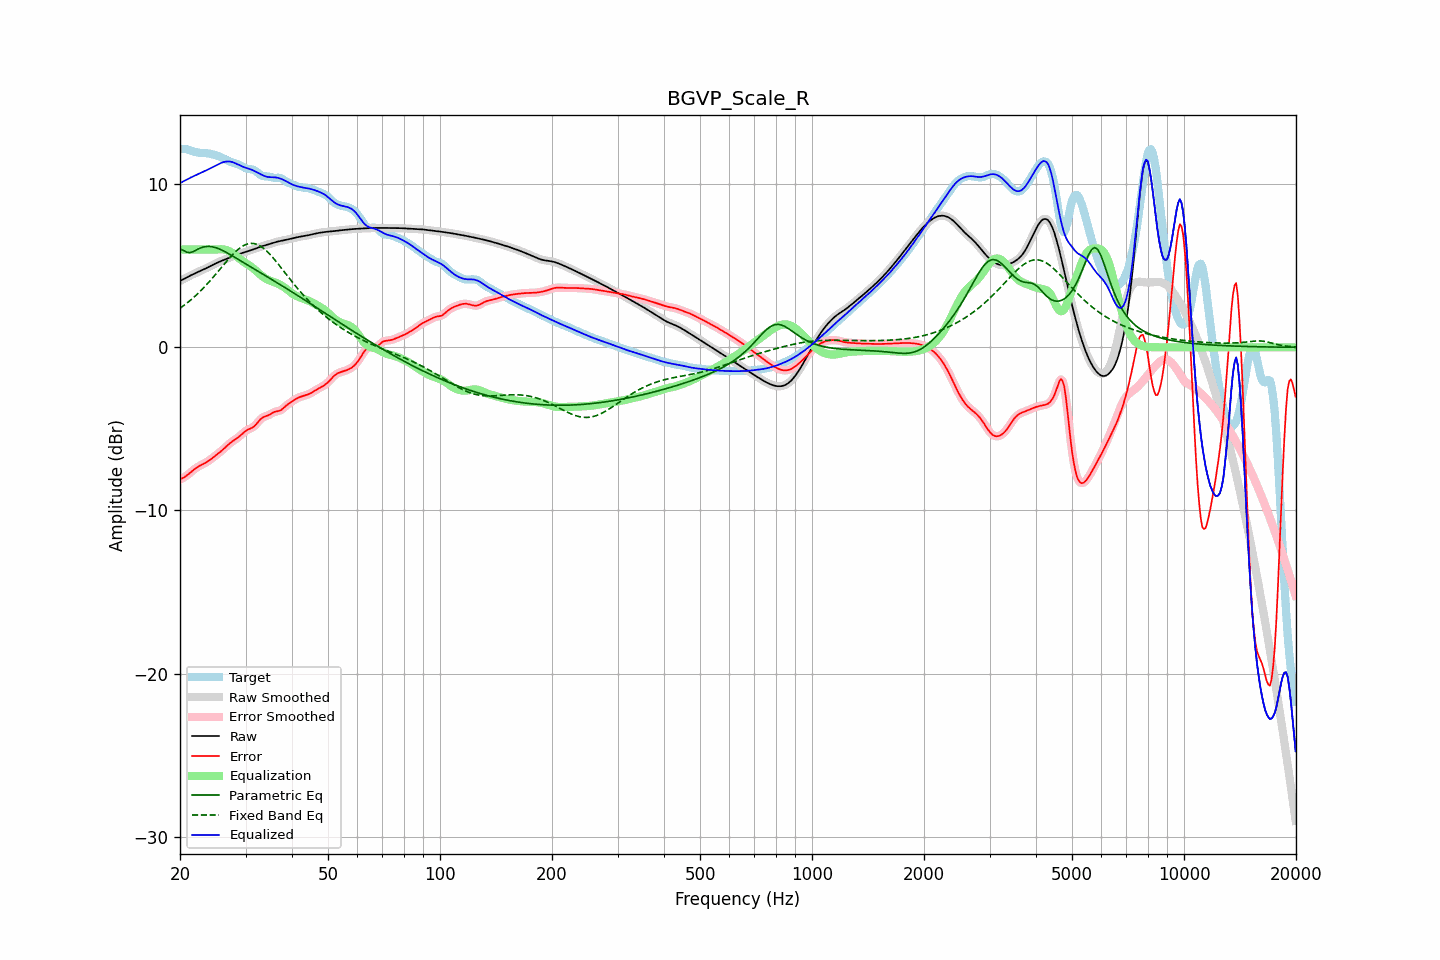 BGVP_Scale_R
Amplitude (dBr)
10
0
−10
−20
−30
Target
Raw Smoothed
Error Smoothed
Raw
Error
Equalization
Parametric Eq
Fixed Band Eq
Equalized
20 50 100 200 500 1000 2000 5000 10000 20000
Frequency (Hz)